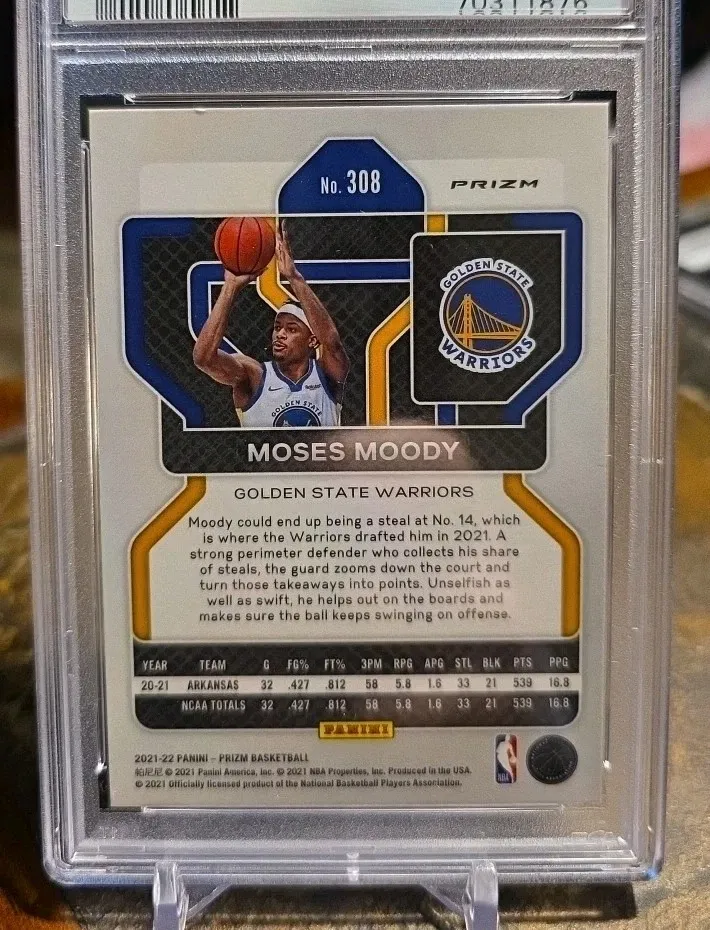 70311876
No. 308
PRIZM
GOLDEN STATE
WARRIORS
GOLDEN STATE
MOSES MOODY
GOLDEN STATE WARRIORS
Moody could end up being a steal at No. 14, which
is where the Warriors drafted him in 2021. A
strong perimeter defender who collects his share
of steals, the guard zooms down the court and
turn those takeaways into points. Unselfish as
well as swift, he helps out on the boards and
makes sure the ball keeps swinging on offense.
YEAR TEAM G FG% FT% 3PM RPG APG STL BLK PTS PPG
20-21 ARKANSAS 32 .427 .812 58 5.8 1.6 33 21 539 16.8
NCAA TOTALS 32 .427 .812 58 5.8 1.6 33 21 539 16.8
PANINI
2021-22 PANINI – PRIZM BASKETBALL
帕尼尼 © 2021 Panini America, Inc. © 2021 NBA Properties, Inc. Produced in the USA.
© 2021 Officially licensed product of the National Basketball Players Association.
NBA